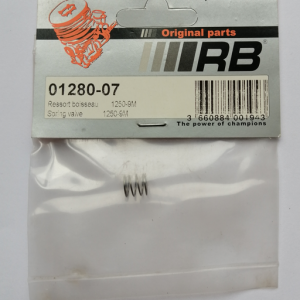 Original parts
RB
01280-07
Ressort boisseau 1250-9M
Spring valve 1250-9M
3 660884 001943
The power of champions